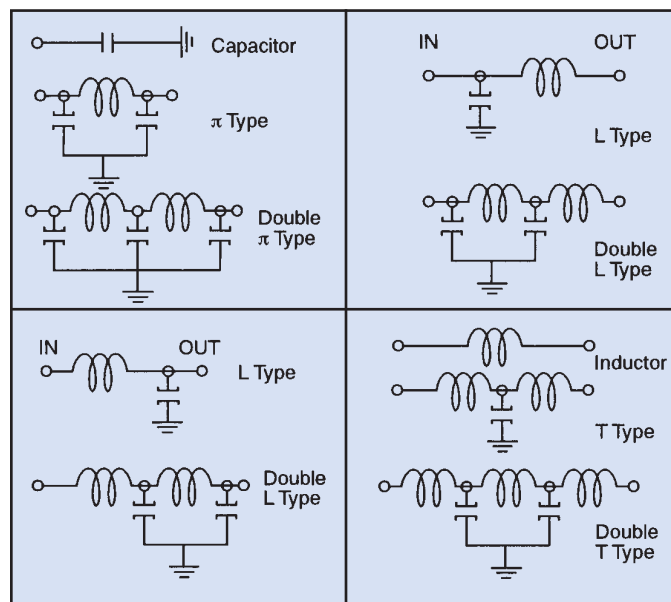 Capacitor
π Type
Double
π Type
IN OUT
L Type
Double
L Type
IN OUT
L Type
Double
L Type
Inductor
T Type
Double
T Type